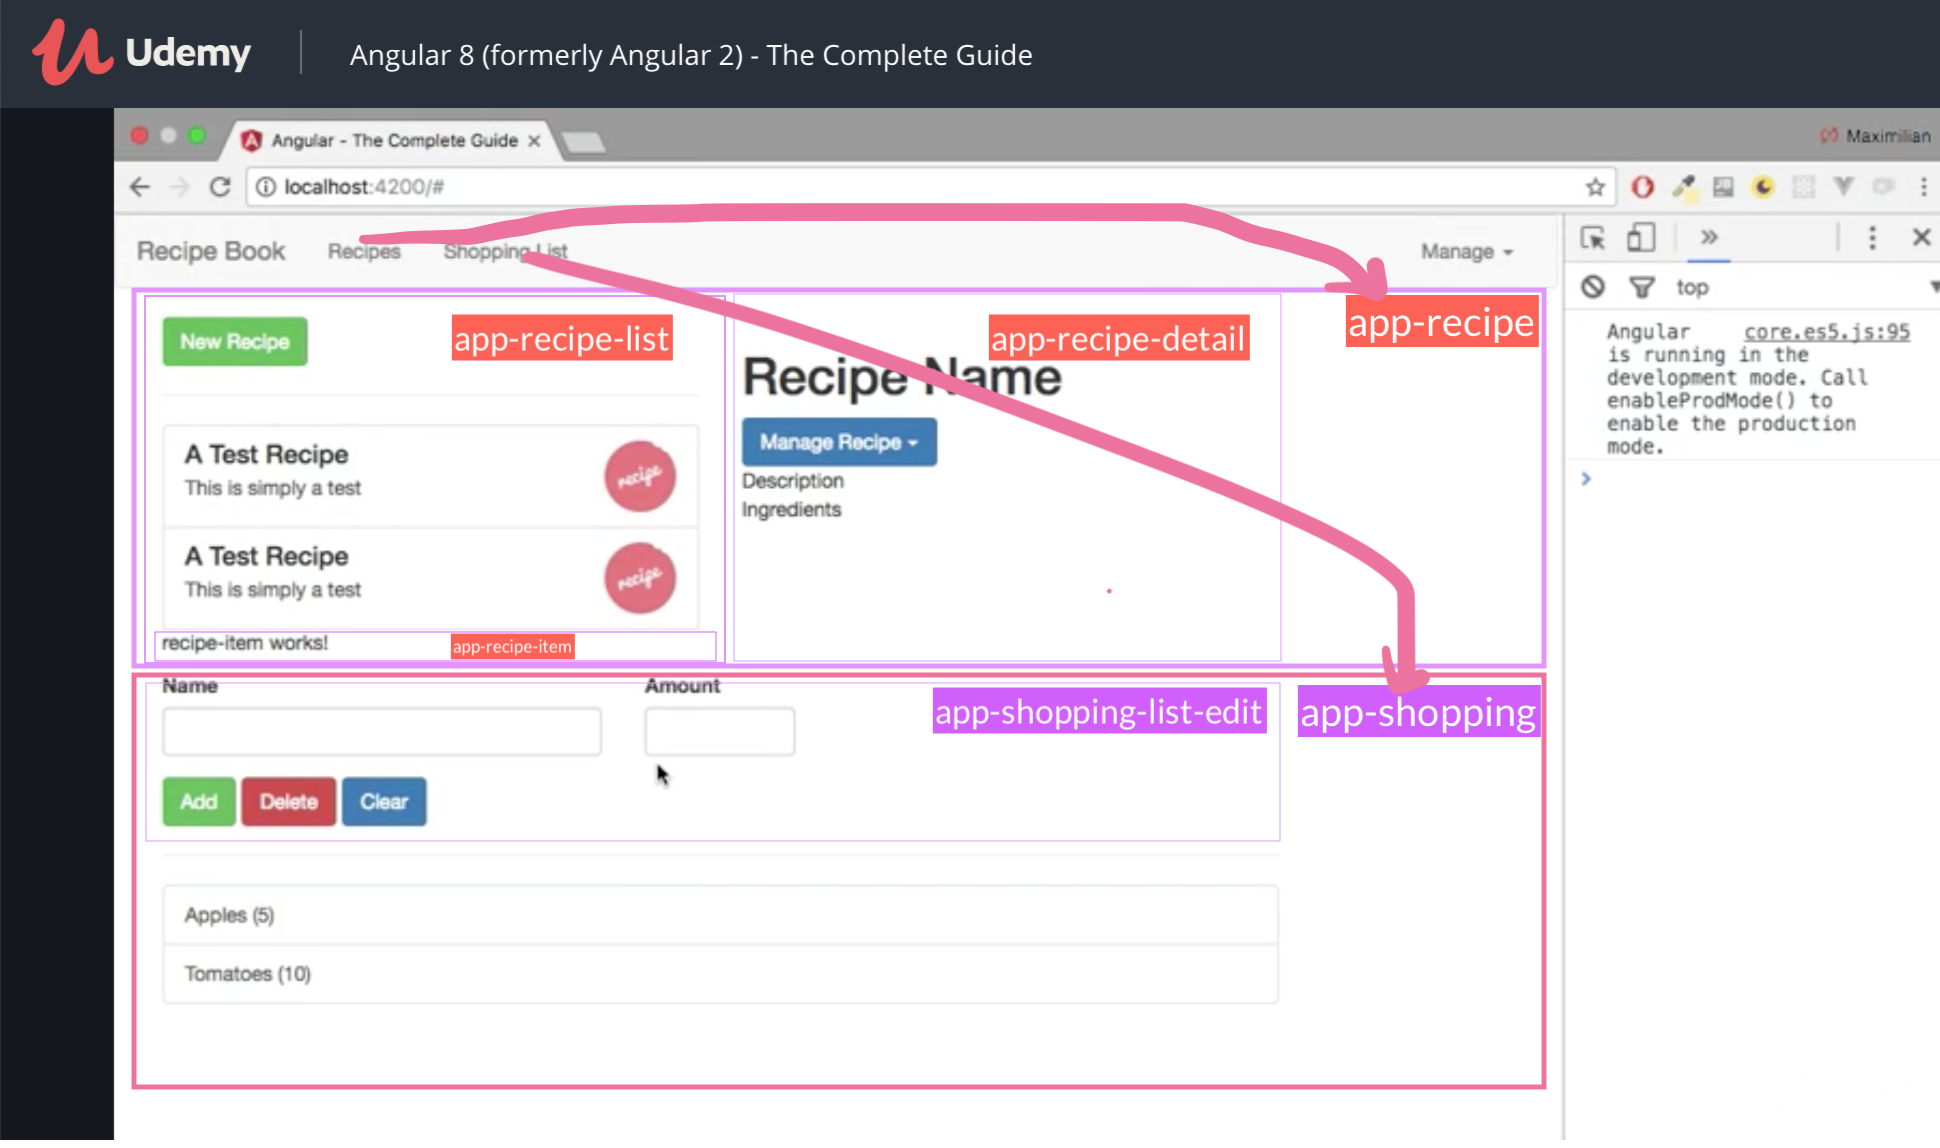 Udemy
Angular 8 (formerly Angular 2) - The Complete Guide
Angular - The Complete Guide
Maximilian
localhost:4200/#
Recipe Book
Recipes
Shopping List
Manage
top
New Recipe
app-recipe-list
app-recipe-detail
app-recipe
Recipe Name
Manage Recipe
Description
Ingredients
A Test Recipe
This is simply a test
recipe
A Test Recipe
This is simply a test
recipe
recipe-item works!
app-recipe-item
Name
Amount
app-shopping-list-edit
app-shopping
Add
Delete
Clear
Apples (5)
Tomatoes (10)
Angular core.es5.js:95
is running in the
development mode. Call
enableProdMode() to
enable the production
mode.